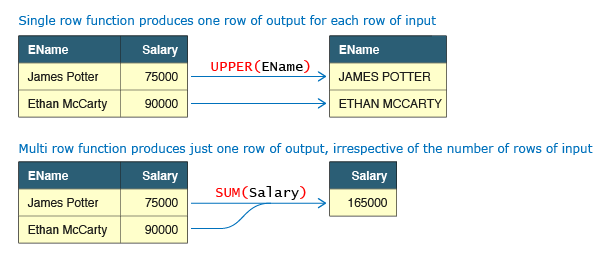 Single row function produces one row of output for each row of input
EName Salary EName
UPPER(EName)
James Potter 75000 JAMES POTTER
Ethan McCarty 90000 ETHAN MCCARTY
Multi row function produces just one row of output, irrespective of the number of rows of input
EName Salary Salary
SUM(Salary)
James Potter 75000 165000
Ethan McCarty 90000